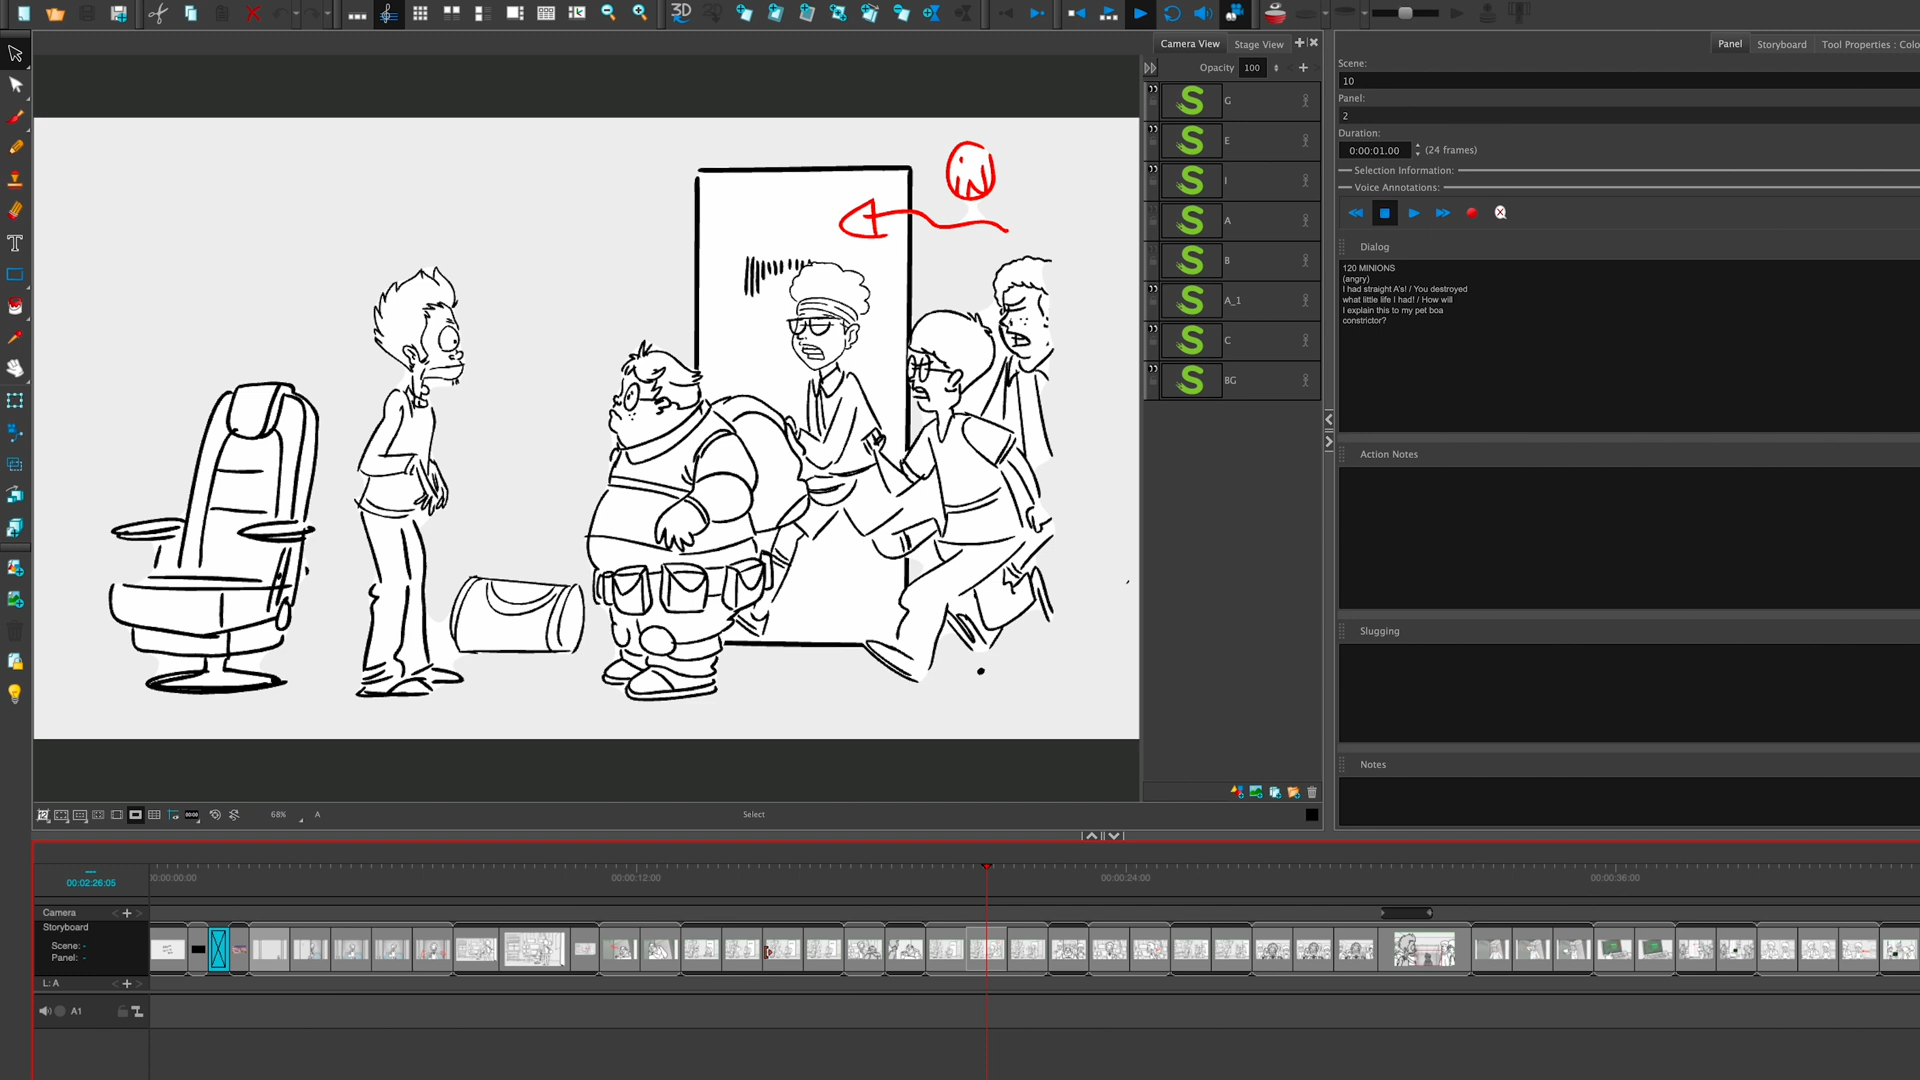 3D
Camera View
Stage View
Panel
Storyboard
Tool Properties : Colo
Opacity
100
Scene:
10
Panel:
2
Duration:
0:00:01.00
(24 frames)
Selection Information:
Voice Annotations:
G
E
I
A
B
A_1
C
BG
Dialog
120 MINIONS
(angry)
I had straight A's! / You destroyed
what little life I had! / How will
I explain this to my pet boa
constrictor?
Action Notes
Slugging
Notes
IN
68%
A
Select
00:02:26:05
00:00:00:00
00:00:12:00
00:00:24:00
00:00:36:00
Camera
Storyboard
Scene: -
Panel: -
L: A
A1